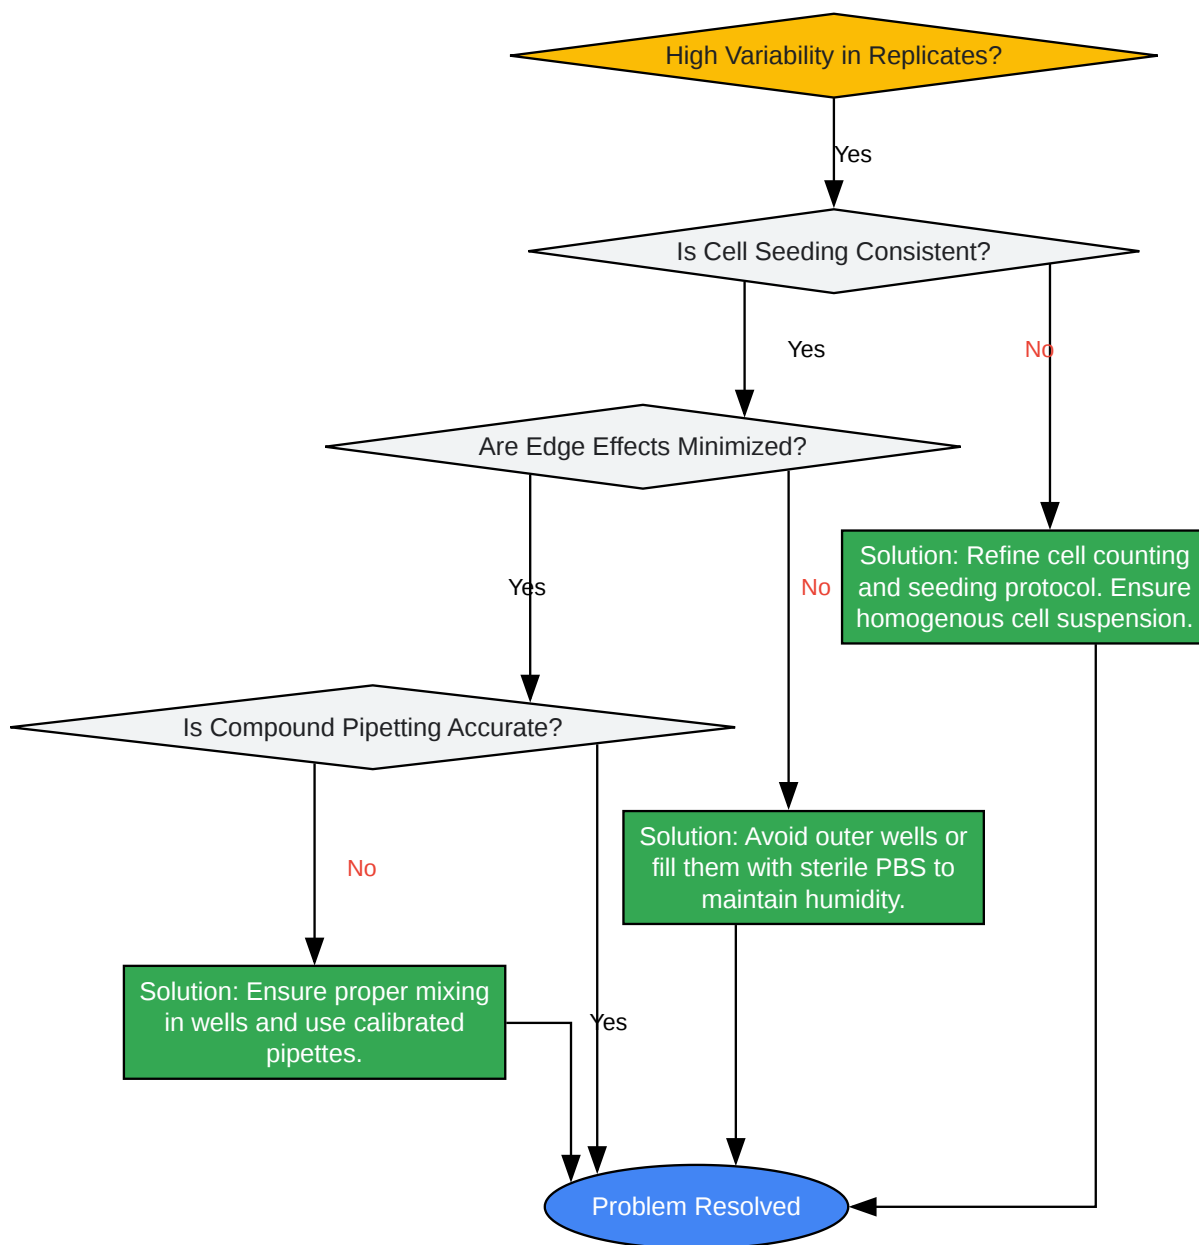 High Variability in Replicates?
Yes
Is Cell Seeding Consistent?
Yes
No
Are Edge Effects Minimized?
Solution: Refine cell counting
and seeding protocol. Ensure
homogenous cell suspension.
Yes
No
Is Compound Pipetting Accurate?
Solution: Avoid outer wells or
fill them with sterile PBS to
maintain humidity.
No
Solution: Ensure proper mixing
in wells and use calibrated
pipettes.
Yes
Problem Resolved